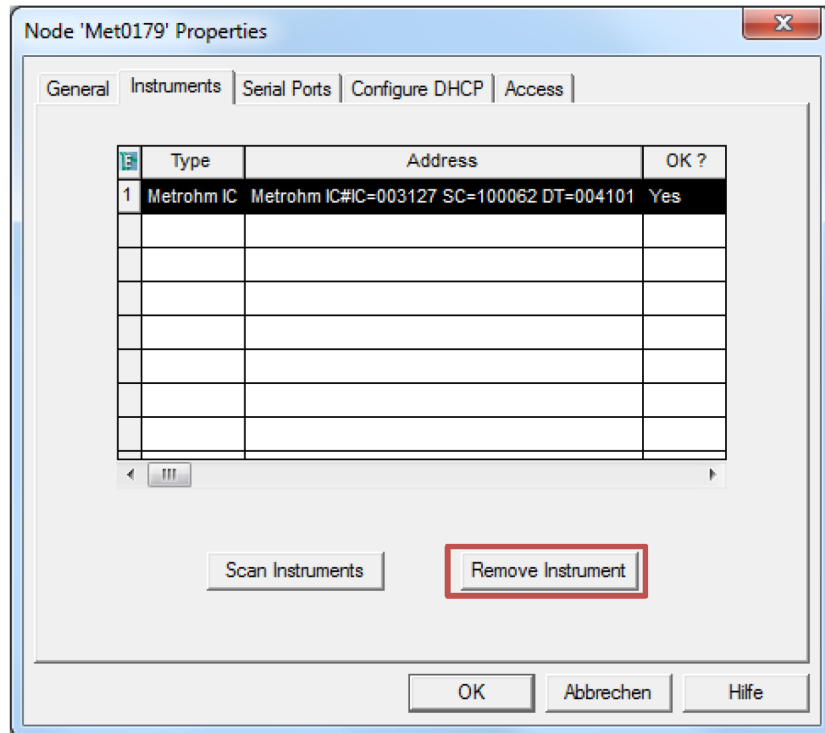 Node 'Met0179' Properties
General Instruments Serial Ports Configure DHCP Access
Type Address OK ?
1 Metrohm IC Metrohm IC#IC=003127 SC=100062 DT=004101 Yes
Scan Instruments Remove Instrument
OK Abbrechen Hilfe